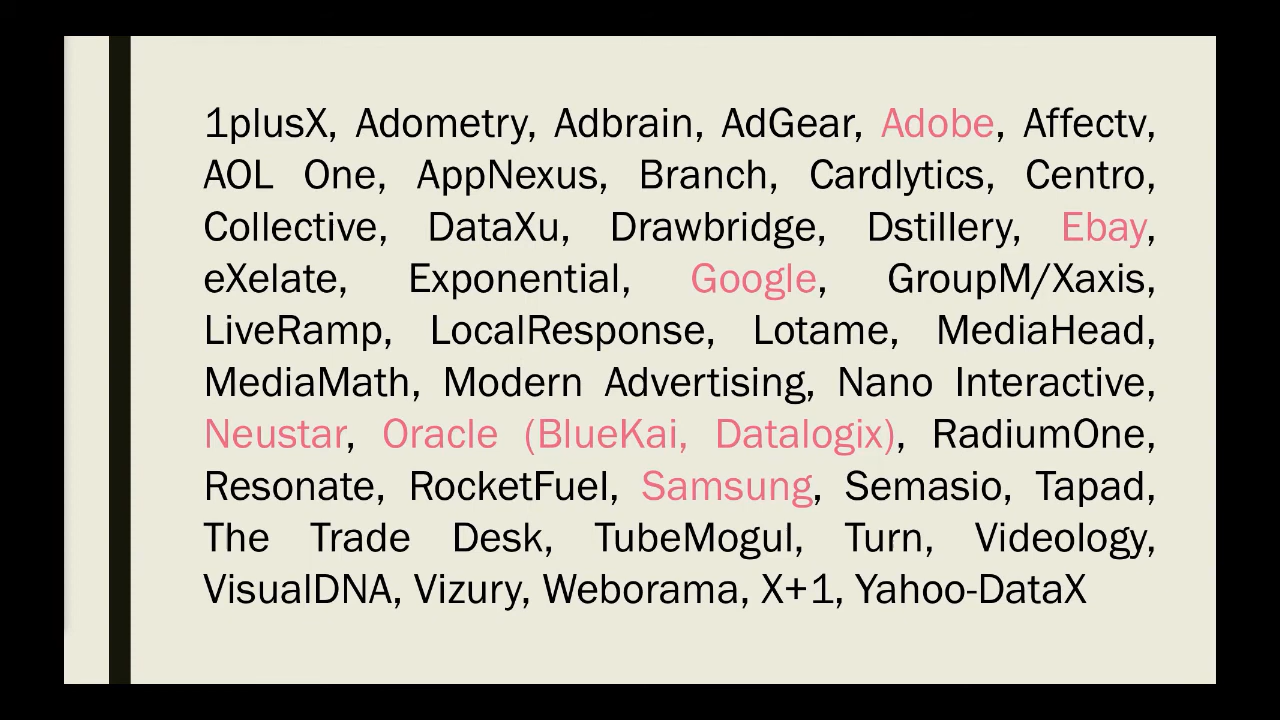 1plusX, Adometry, Adbrain, AdGear, Adobe, Affectv,
AOL One, AppNexus, Branch, Cardlytics, Centro,
Collective, DataXu, Drawbridge, Dstillery, Ebay,
eXelate, Exponential, Google, GroupM/Xaxis,
LiveRamp, LocalResponse, Lotame, MediaHead,
MediaMath, Modern Advertising, Nano Interactive,
Neustar, Oracle (BlueKai, Datalogix), RadiumOne,
Resonate, RocketFuel, Samsung, Semasio, Tapad,
The Trade Desk, TubeMogul, Turn, Videology,
VisualDNA, Vizury, Weborama, X+1, Yahoo-DataX